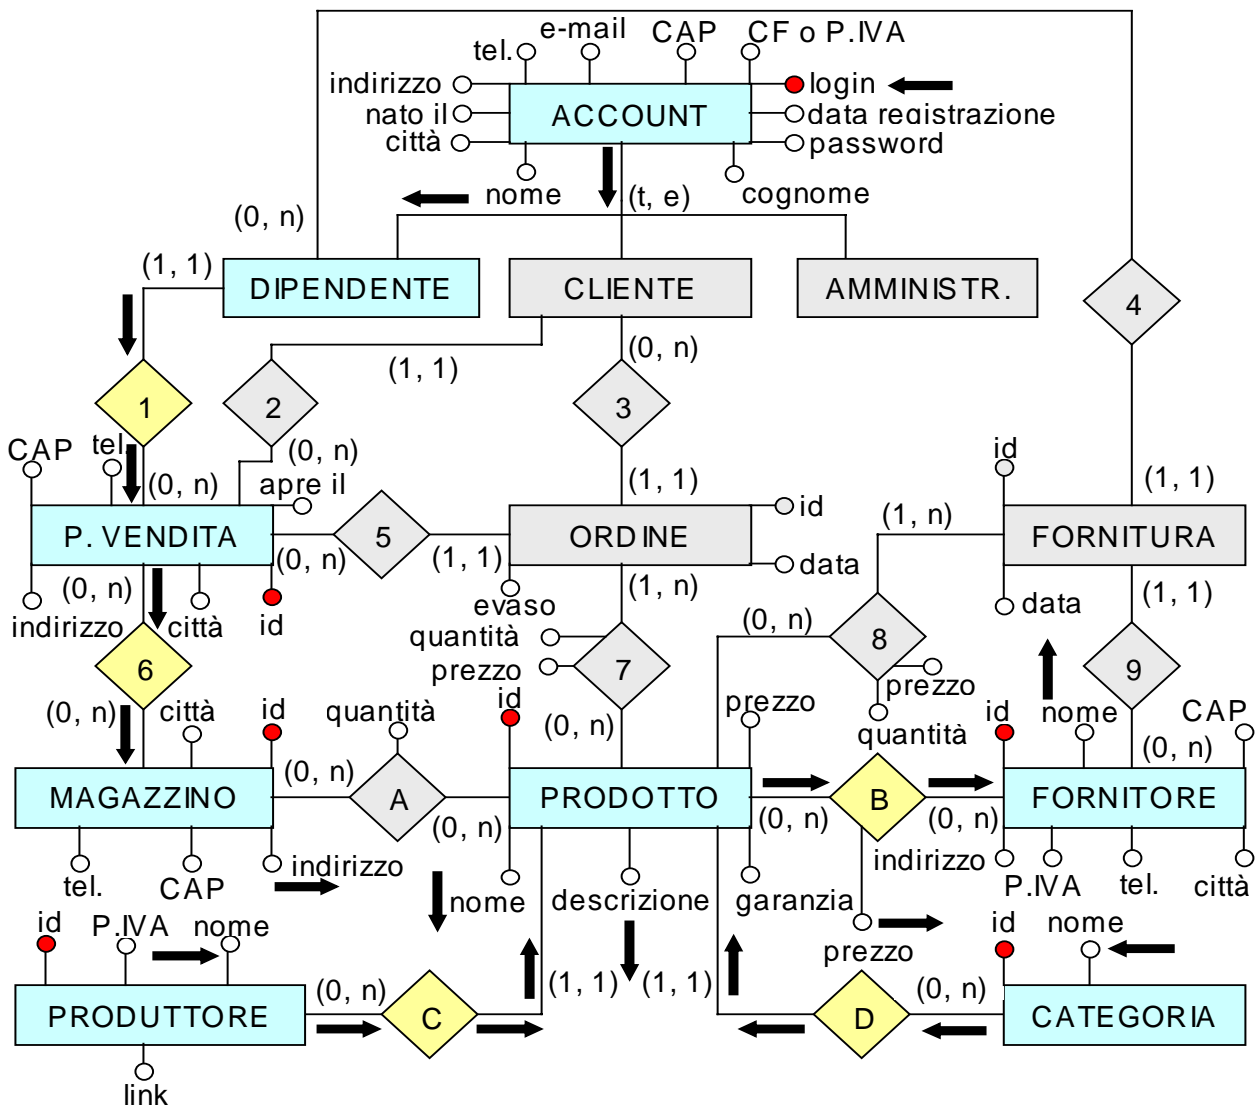 (0, n)
e-mail
CAP
CF o P.IVA
tel.
indirizzo
login
nato il
ACCOUNT
data registrazione
città
password
nome
(t, e)
cognome
(1, 1)
DIPENDENTE
CLIENTE
AMMINISTR.
4
(1, 1)
(0, n)
1
2
3
CAP
tel.
(0, n)
(0, n)
apre il
(1, 1)
id
(1, 1)
P. VENDITA
5
ORDINE
id
(1, n)
FORNITURA
(0, n)
(0, n)
(1, 1)
(1, n)
data
indirizzo
città
id
evaso
quantità
(0, n)
data
(1, 1)
6
prezzo
7
8
prezzo
9
(0, n)
città
id
quantità
id
(0, n)
prezzo
quantità
id
nome
CAP
(0, n)
(0, n)
MAGAZZINO
A
PRODOTTO
B
FORNITORE
(0, n)
(0, n)
(0, n)
tel.
CAP
indirizzo
nome
descrizione
garanzia
indirizzo
P.IVA
tel.
città
id
P.IVA
nome
prezzo
id
nome
(0, n)
(1, 1)
(1, 1)
(0, n)
PRODUTTORE
C
D
CATEGORIA
link